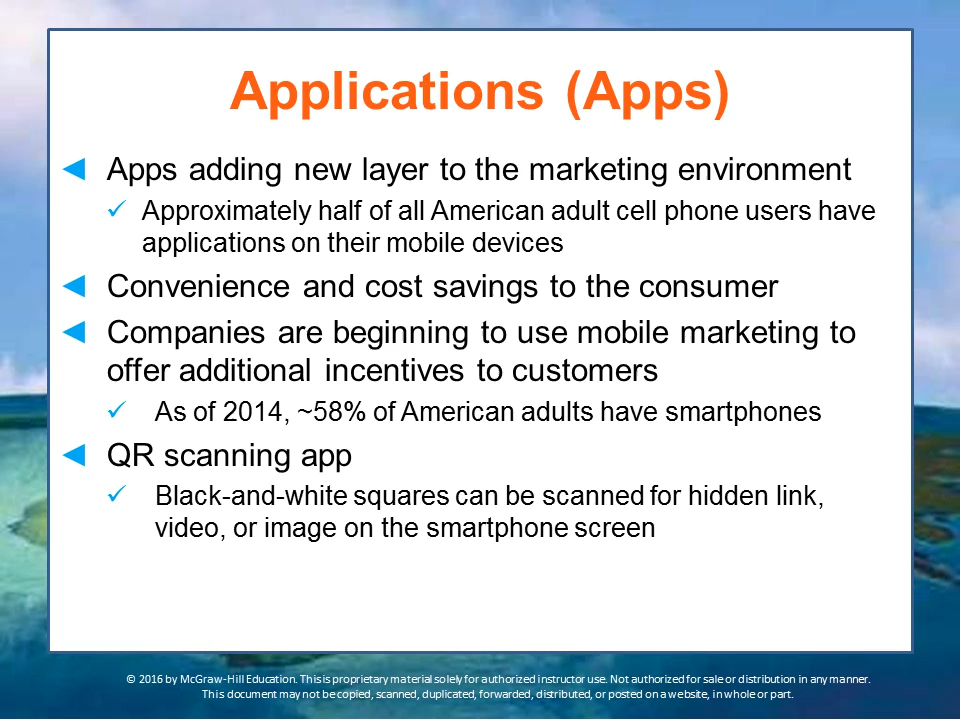 Applications (Apps)
Apps adding new layer to the marketing environment
Approximately half of all American adult cell phone users have
applications on their mobile devices
Convenience and cost savings to the consumer
Companies are beginning to use mobile marketing to
offer additional incentives to customers
As of 2014, ~58% of American adults have smartphones
QR scanning app
Black-and-white squares can be scanned for hidden link,
video, or image on the smartphone screen
© 2016 by McGraw-Hill Education. This is proprietary material solely for authorized instructor use. Not authorized for sale or distribution in any manner.
This document may not be copied, scanned, duplicated, forwarded, distributed, or posted on a website, in whole or part.